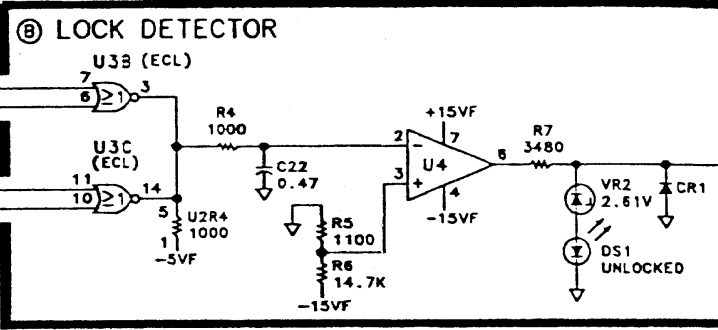 B LOCK DETECTOR
U3B (ECL)
7
6
≥1
3
U3C
(ECL)
11
10
≥1
14
5
U2R4
1000
1
-5VF
R4
1000
C22
0.47
+15VF
2
-
7
U4
3
+
4
-15VF
6
R5
1100
R6
14.7K
-15VF
R7
3480
VR2
2.61V
CR1
DS1
UNLOCKED